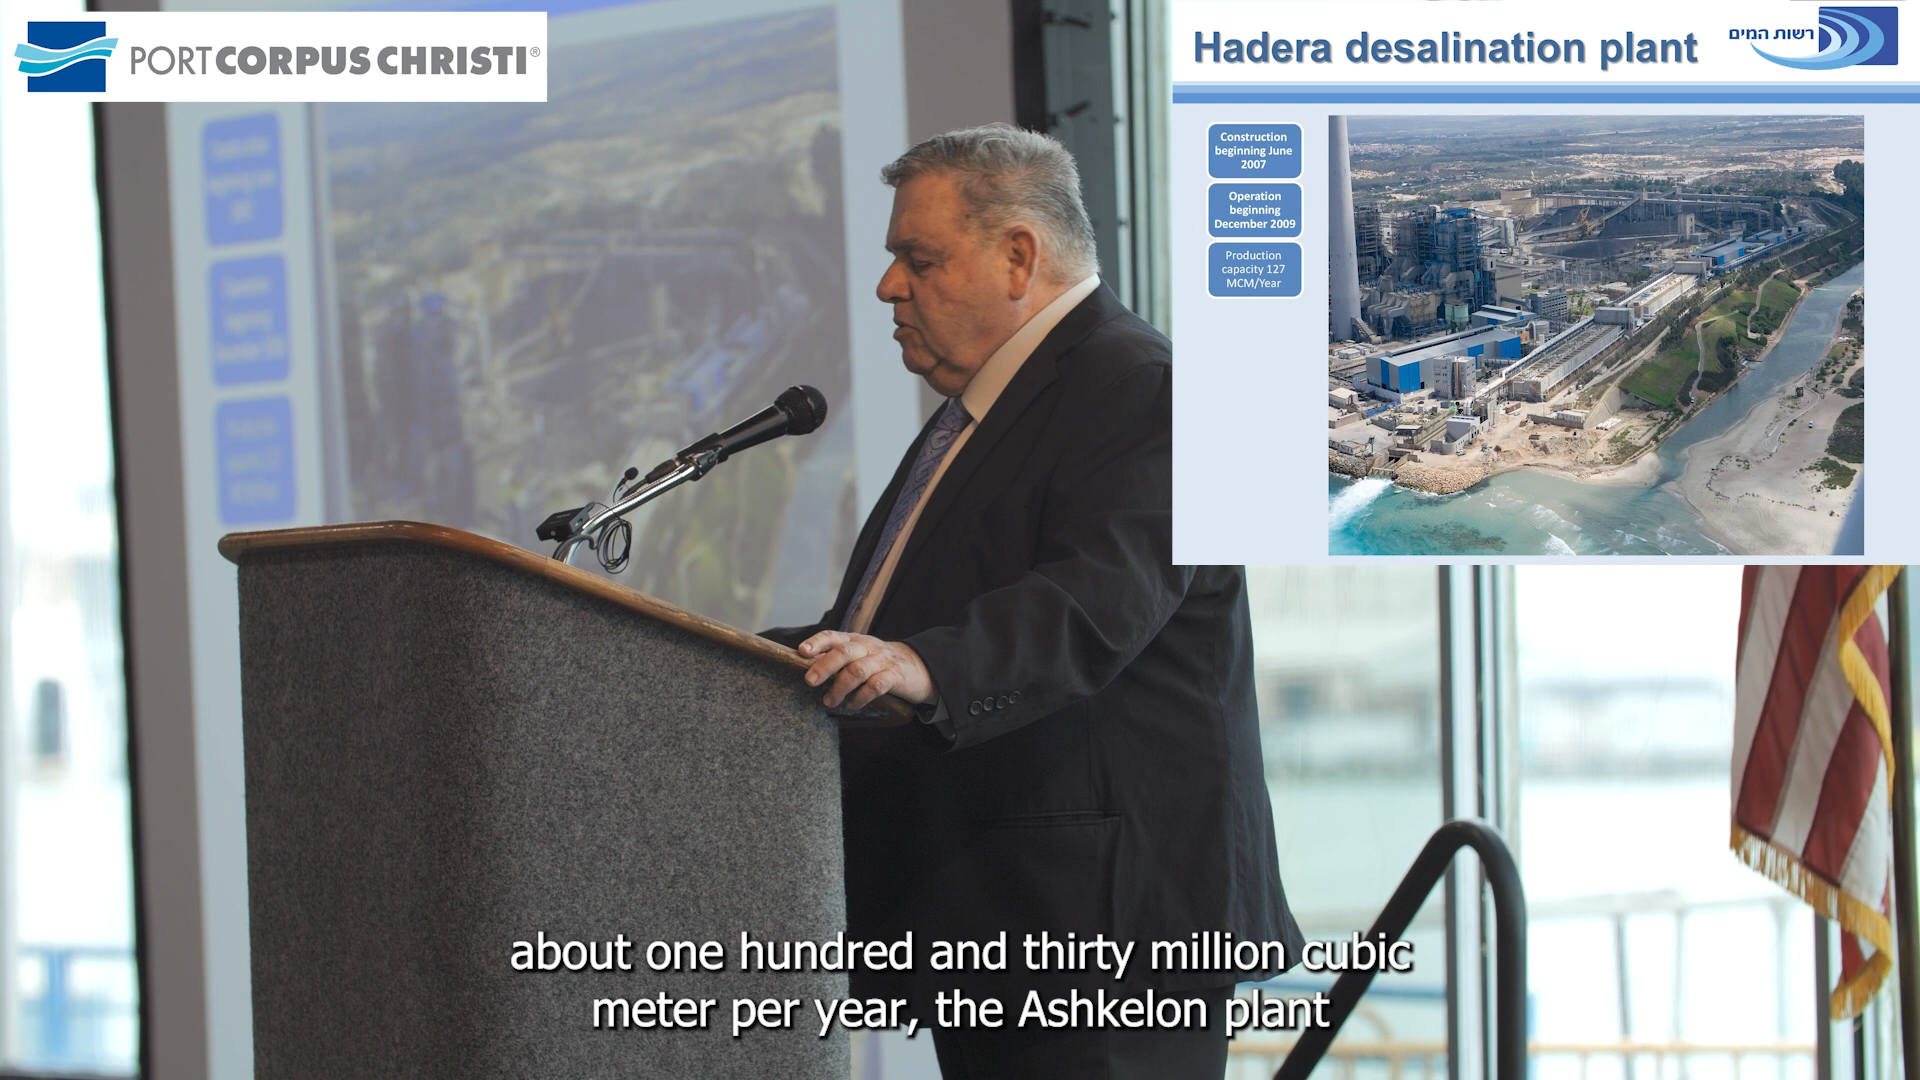 PORT CORPUS CHRISTI®
Hadera desalination plant
רשות המים
Construction
beginning June
2007
Operation
beginning
December 2009
Production
capacity 127
MCM/Year
about one hundred and thirty million cubic
meter per year, the Ashkelon plant